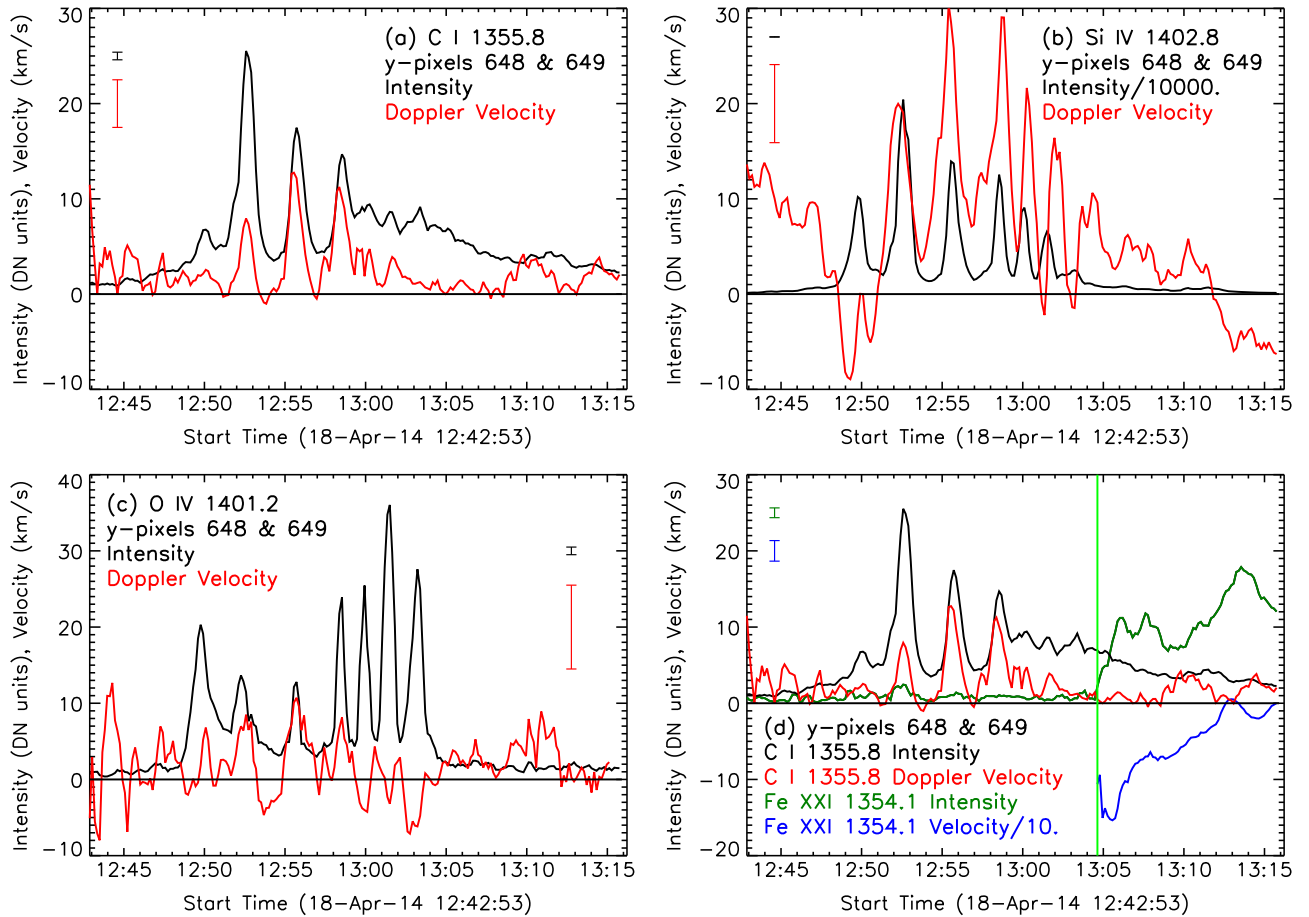 30
20
10
0
−10
Intensity (DN units), Velocity (km/s)
(a) C I 1355.8
y−pixels 648 & 649
Intensity
Doppler Velocity
12:45 12:50 12:55 13:00 13:05 13:10 13:15
Start Time (18−Apr−14 12:42:53)
30
20
10
0
−10
Intensity (DN units), Velocity (km/s)
(b) Si IV 1402.8
y−pixels 648 & 649
Intensity/10000.
Doppler Velocity
12:45 12:50 12:55 13:00 13:05 13:10 13:15
Start Time (18−Apr−14 12:42:53)
40
30
20
10
0
−10
Intensity (DN units), Velocity (km/s)
(c) O IV 1401.2
y−pixels 648 & 649
Intensity
Doppler Velocity
12:45 12:50 12:55 13:00 13:05 13:10 13:15
Start Time (18−Apr−14 12:42:53)
30
20
10
0
−10
−20
Intensity (DN units), Velocity (km/s)
(d) y−pixels 648 & 649
C I 1355.8 Intensity
C I 1355.8 Doppler Velocity
Fe XXI 1354.1 Intensity
Fe XXI 1354.1 Velocity/10.
12:45 12:50 12:55 13:00 13:05 13:10 13:15
Start Time (18−Apr−14 12:42:53)